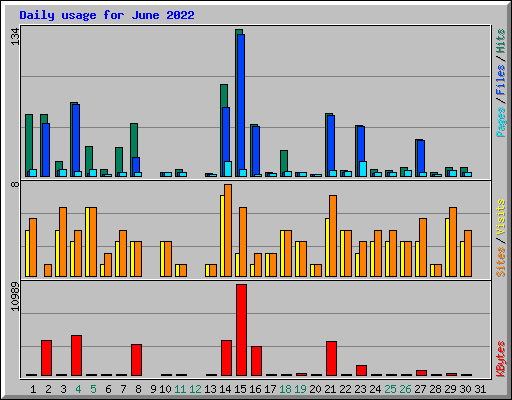 Daily usage for June 2022
134
Pages / Files / Hits
8
Sites / Visits
10989
KBytes
1 2 3 4 5 6 7 8 9 10 11 12 13 14 15 16 17 18 19 20 21 22 23 24 25 26 27 28 29 30 31